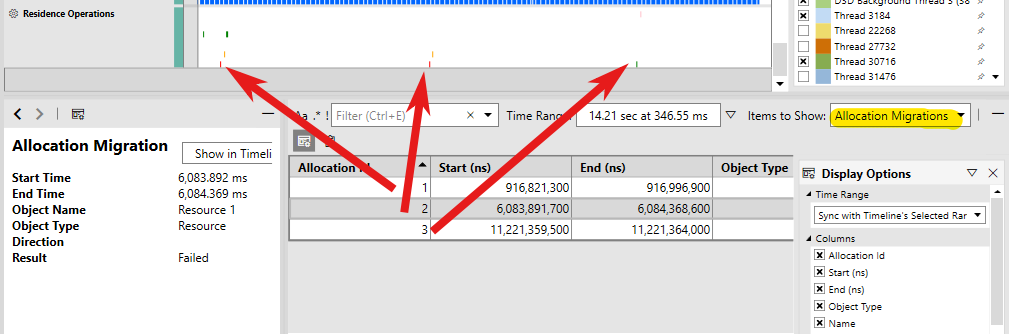 Residence Operations
DSD Background Thread 3 (58
Thread 3184
Thread 22268
Thread 27732
Thread 30716
Thread 31476
Allocation Migration
Show in Timeli
Start Time 6,083.892 ms
End Time 6,084.369 ms
Object Name Resource 1
Object Type Resource
Direction
Result Failed
Aa .* ! Filter (Ctrl+E) Time Range 14.21 sec at 346.55 ms Items to Show: Allocation Migrations
Allocation Id Start (ns) End (ns) Object Type
1 916,821,300 916,996,900
2 6,083,891,700 6,084,368,600
3 11,221,359,500 11,221,364,000
Display Options
Time Range
Sync with Timeline's Selected Rar
Columns
Allocation Id
Start (ns)
End (ns)
Object Type
Name